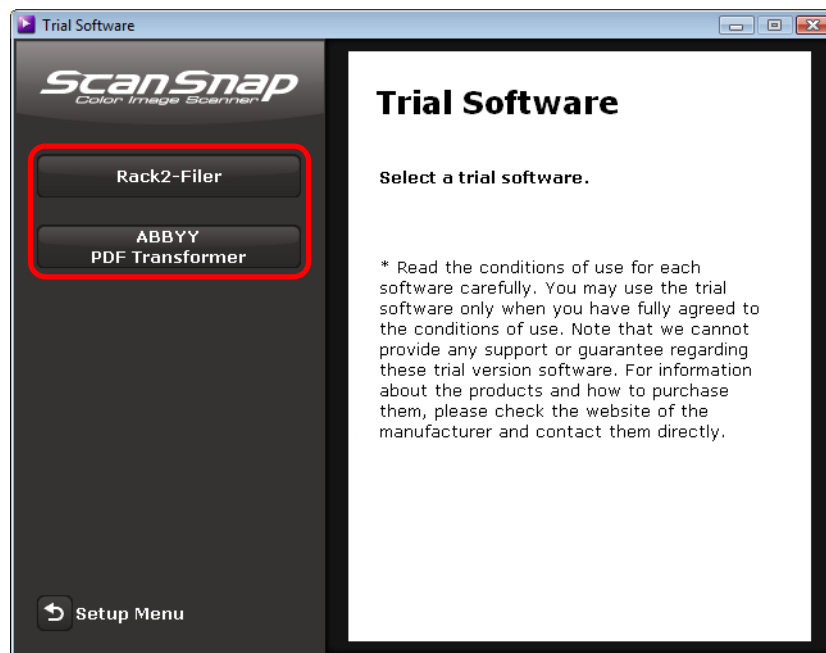 Trial Software
ScanSnap
Color Image Scanner
Rack2-Filer
ABBYY
PDF Transformer
Setup Menu
Trial Software
Select a trial software.
* Read the conditions of use for each
software carefully. You may use the trial
software only when you have fully agreed to
the conditions of use. Note that we cannot
provide any support or guarantee regarding
these trial version software. For information
about the products and how to purchase
them, please check the website of the
manufacturer and contact them directly.